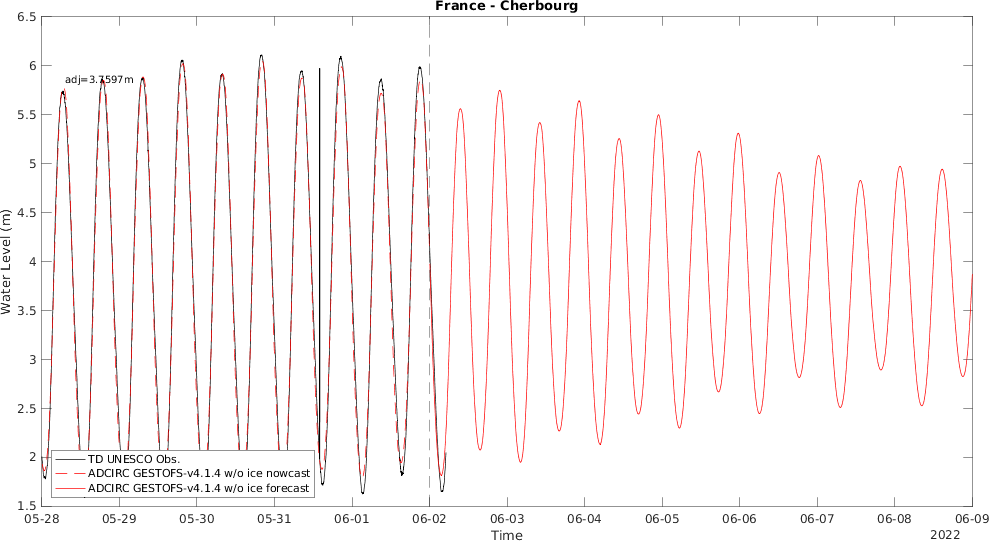 France - Cherbourg
6.5
6
5.5
5
4.5
4
3.5
3
2.5
2
1.5
Water Level (m)
adj=3.7597m
TD UNESCO Obs.
ADCIRC GESTOFS-v4.1.4 w/o ice nowcast
ADCIRC GESTOFS-v4.1.4 w/o ice forecast
05-28 05-29 05-30 05-31 06-01 06-02 06-03 06-04 06-05 06-06 06-07 06-08 06-09
Time
2022